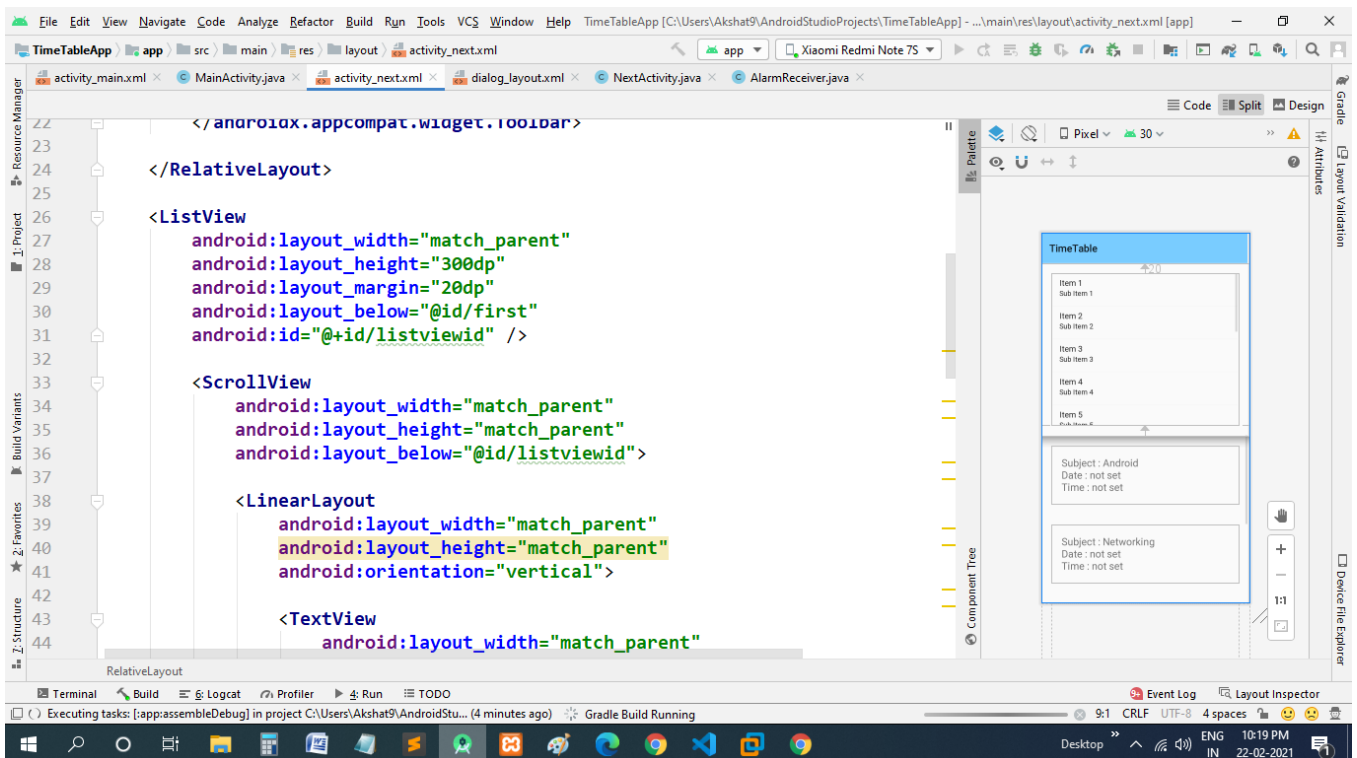 File Edit View Navigate Code Analyze Refactor Build Run Tools VCS Window Help TimeTableApp [C:\Users\Akshat9\AndroidStudioProjects\TimeTableApp] - ...\main\res\layout\activity_next.xml [app]
TimeTableApp app src main res layout activity_next.xml app Xiaomi Redmi Note 7S
activity_main.xml MainActivity.java activity_next.xml dialog_layout.xml NextActivity.java AlarmReceiver.java
Code Split Design
Resource Manager
1: Project
Build Variants
2: Favorites
7: Structure
22 </androidx.appcompat.widget.Toolbar>
23
24 </RelativeLayout>
25
26 <ListView
27 android:layout_width="match_parent"
28 android:layout_height="300dp"
29 android:layout_margin="20dp"
30 android:layout_below="@id/first"
31 android:id="@+id/listviewid" />
32
33 <ScrollView
34 android:layout_width="match_parent"
35 android:layout_height="match_parent"
36 android:layout_below="@id/listviewid">
37
38 <LinearLayout
39 android:layout_width="match_parent"
40 android:layout_height="match_parent"
41 android:orientation="vertical">
42
43 <TextView
44 android:layout_width="match_parent"
RelativeLayout
Palette
Component Tree
Pixel 30
TimeTable
20
Item 1
Sub Item 1
Item 2
Sub Item 2
Item 3
Sub Item 3
Item 4
Sub Item 4
Item 5
Sub Item 5
Subject : Android
Date : not set
Time : not set
Subject : Networking
Date : not set
Time : not set
1:1
Attributes
Gradle
Layout Validation
Device File Explorer
Terminal Build 6: Logcat Profiler 4: Run TODO Event Log Layout Inspector
Executing tasks: [:app:assembleDebug] in project C:\Users\Akshat9\AndroidStu... (4 minutes ago) Gradle Build Running 9:1 CRLF UTF-8 4 spaces
Desktop ENG 10:19 PM
IN 22-02-2021